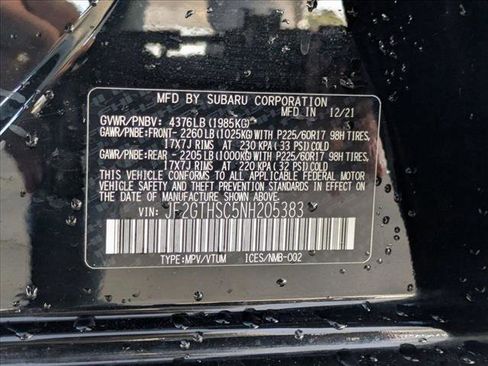 MFD BY SUBARU CORPORATION
MADE IN 12/21
GVWR/PNBV: 4376LB (1985KG)
GAWR/PNBE:FRONT- 2260LB (1025KG)WITH P225/60R17 98H TIRES,
17X7J RIMS AT 230 KPA (33 PSI) COLD
GAWR/PNBE:REAR - 2205LB (1000KG)WITH P225/60R17 98H TIRES,
17X7J RIMS AT 220 KPA (32 PSI) COLD
THIS VEHICLE CONFORMS TO ALL APPLICABLE FEDERAL MOTOR
VEHICLE SAFETY, BUMPER, AND THEFT PREVENTION STANDARDS
IN EFFECT ON THE DATE OF MANUFACTURE SHOWN ABOVE.
VIN: JF2GTHSC5NH205383
TYPE:MPV/VTUM ICES/NMB-002